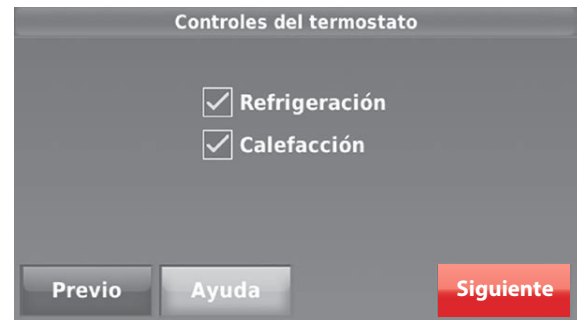 Controles del termostato
Refrigeración
Calefacción
Previo Ayuda Siguiente